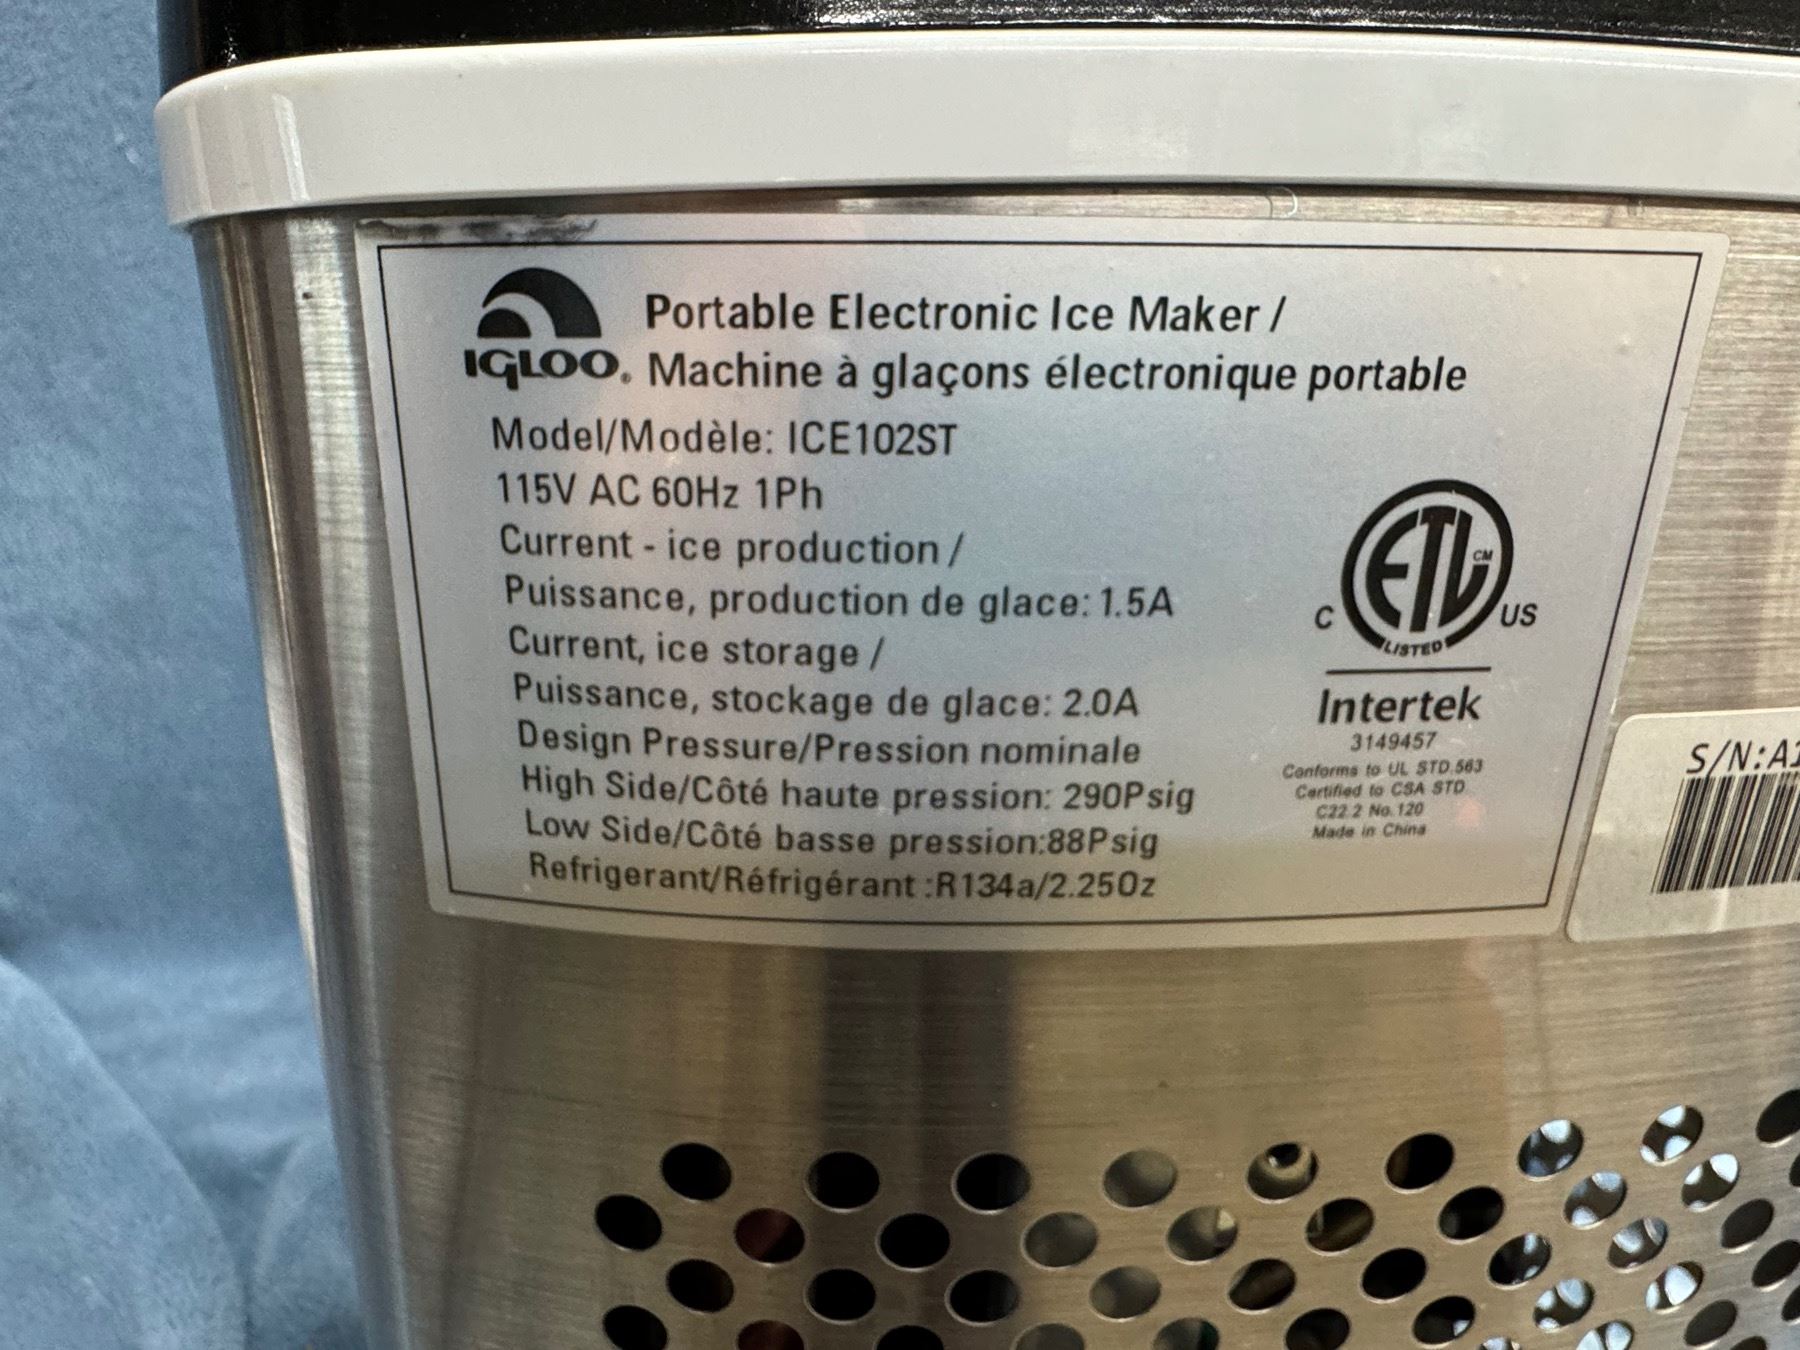 IGLOO®
Portable Electronic Ice Maker /
Machine à glaçons électronique portable
Model/Modèle: ICE102ST
115V AC 60Hz 1Ph
Current - ice production /
Puissance, production de glace: 1.5A
Current, ice storage /
Puissance, stockage de glace: 2.0A
Design Pressure/Pression nominale
High Side/Côté haute pression: 290Psig
Low Side/Côté basse pression:88Psig
Refrigerant/Réfrigérant :R134a/2.25Oz
ETL CM
C US
LISTED
Intertek
3149457
Conforms to UL STD.563
Certified to CSA STD
C22.2 No.120
Made in China
S/N:A1